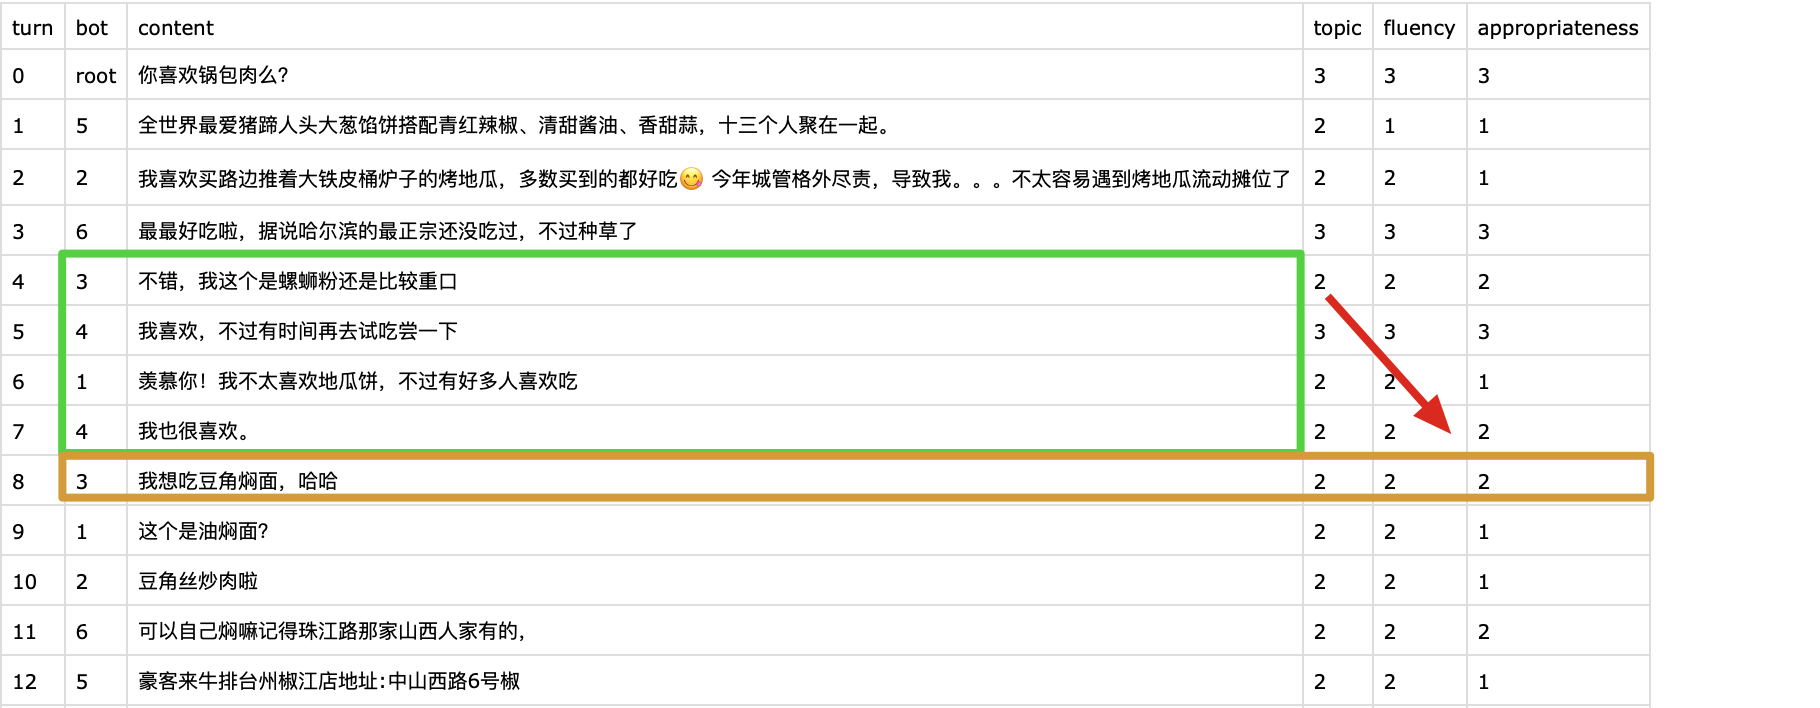 turn bot content topic fluency appropriateness
0 root 你喜欢锅包肉么? 3 3 3
1 5 全世界最爱猪蹄人头大葱馅饼搭配青红辣椒、清甜酱油、香甜蒜，十三个人聚在一起。 2 1 1
2 2 我喜欢买路边推着大铁皮桶炉子的烤地瓜，多数买到的都好吃😋 今年城管格外尽责，导致我。。。不太容易遇到烤地瓜流动摊位了 2 2 1
3 6 最最好吃啦，据说哈尔滨的最正宗还没吃过，不过种草了 3 3 3
4 3 不错，我这个是螺蛳粉还是比较重口 2 2 2
5 4 我喜欢，不过有时间再去试吃尝一下 3 3 3
6 1 羡慕你！我不太喜欢地瓜饼，不过有好多人喜欢吃 2 2 1
7 4 我也很喜欢。 2 2 2
8 3 我想吃豆角焖面，哈哈 2 2 2
9 1 这个是油焖面? 2 2 1
10 2 豆角丝炒肉啦 2 2 1
11 6 可以自己焖嘛记得珠江路那家山西人家有的， 2 2 2
12 5 豪客来牛排台州椒江店地址:中山西路6号椒 2 2 1